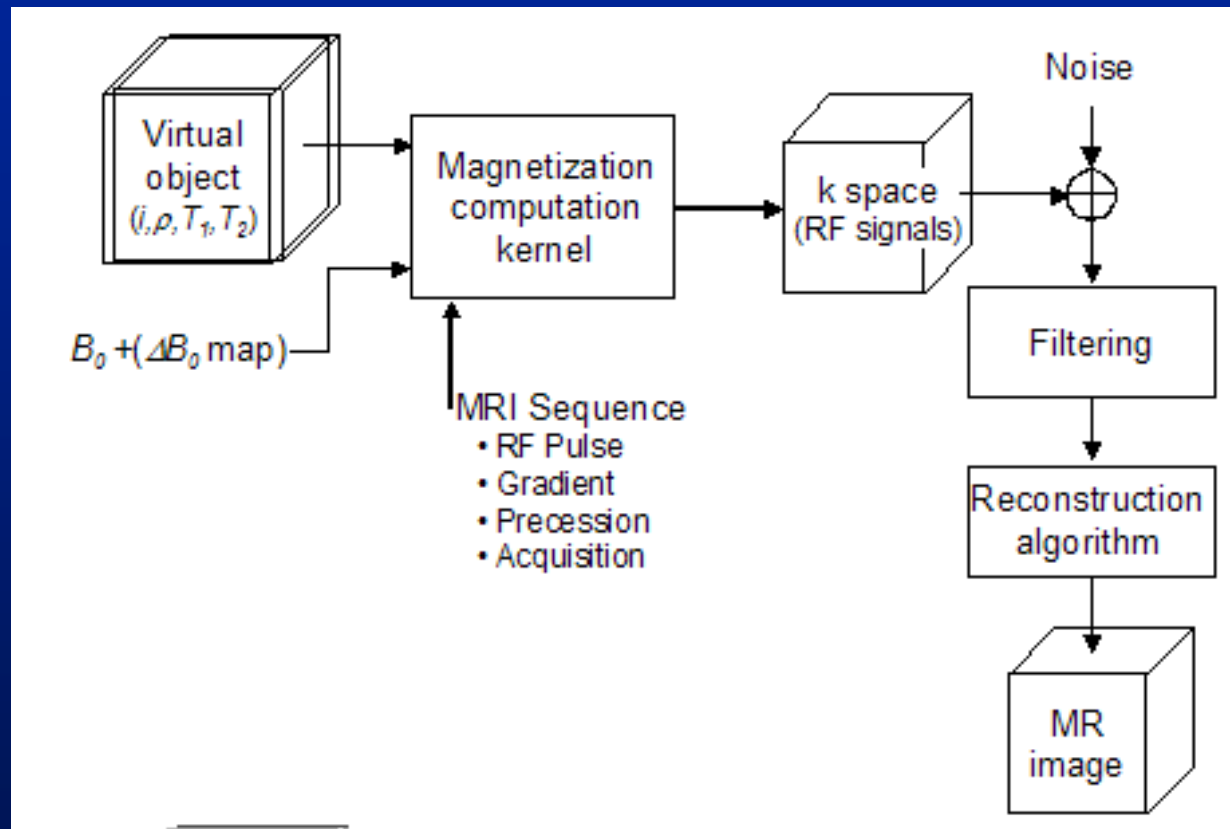 Virtual
object
(i, ρ, T₁, T₂)
B₀ +(ΔB₀ map)
Magnetization
computation
kernel
MRI Sequence
• RF Pulse
• Gradient
• Precession
• Acquisition
k space
(RF signals)
Noise
Filtering
Reconstruction
algorithm
MR
image